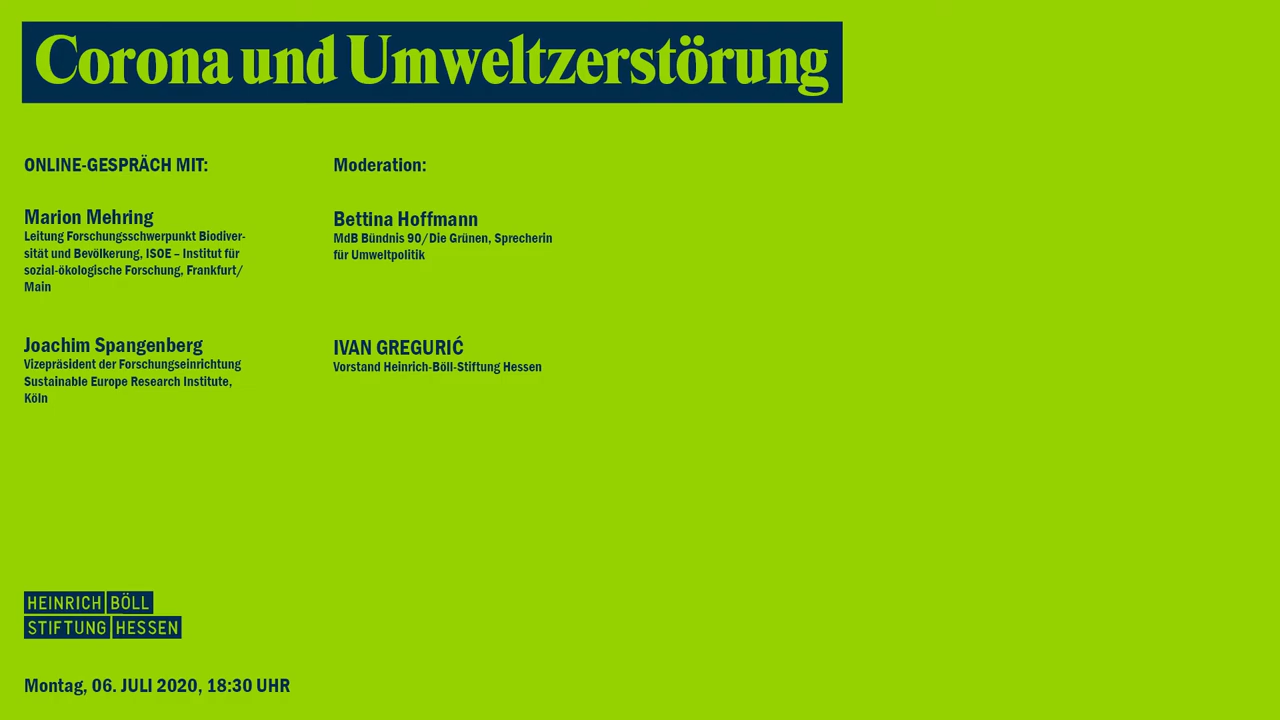 Corona und Umweltzerstörung
ONLINE-GESPRÄCH MIT:
Marion Mehring
Leitung Forschungsschwerpunkt Biodiver-
sität und Bevölkerung, ISOE – Institut für
sozial-ökologische Forschung, Frankfurt/
Main
Joachim Spangenberg
Vizepräsident der Forschungseinrichtung
Sustainable Europe Research Institute,
Köln
Moderation:
Bettina Hoffmann
MdB Bündnis 90/Die Grünen, Sprecherin
für Umweltpolitik
IVAN GREGURIĆ
Vorstand Heinrich-Böll-Stiftung Hessen
HEINRICH BÖLL
STIFTUNG HESSEN
Montag, 06. JULI 2020, 18:30 UHR